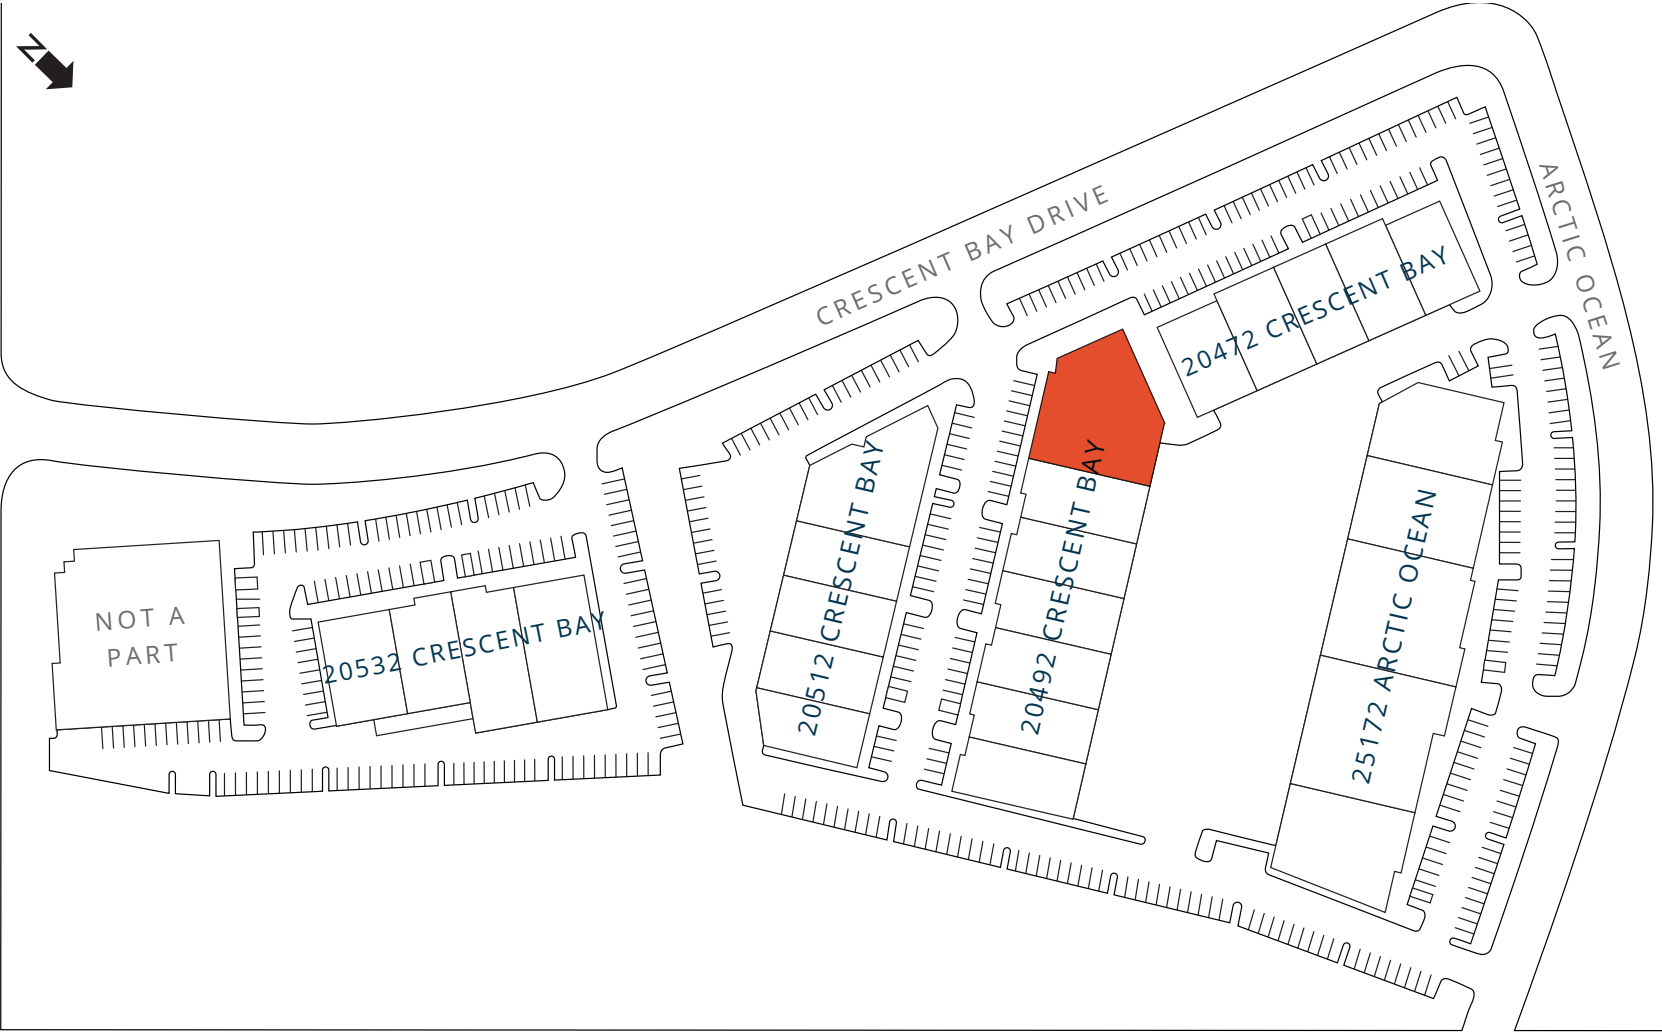 N
CRESCENT BAY DRIVE
ARCTIC OCEAN
20472 CRESCENT BAY
20512 CRESCENT BAY
20492 CRESCENT BAY
25172 ARCTIC OCEAN
NOT A
PART
20532 CRESCENT BAY